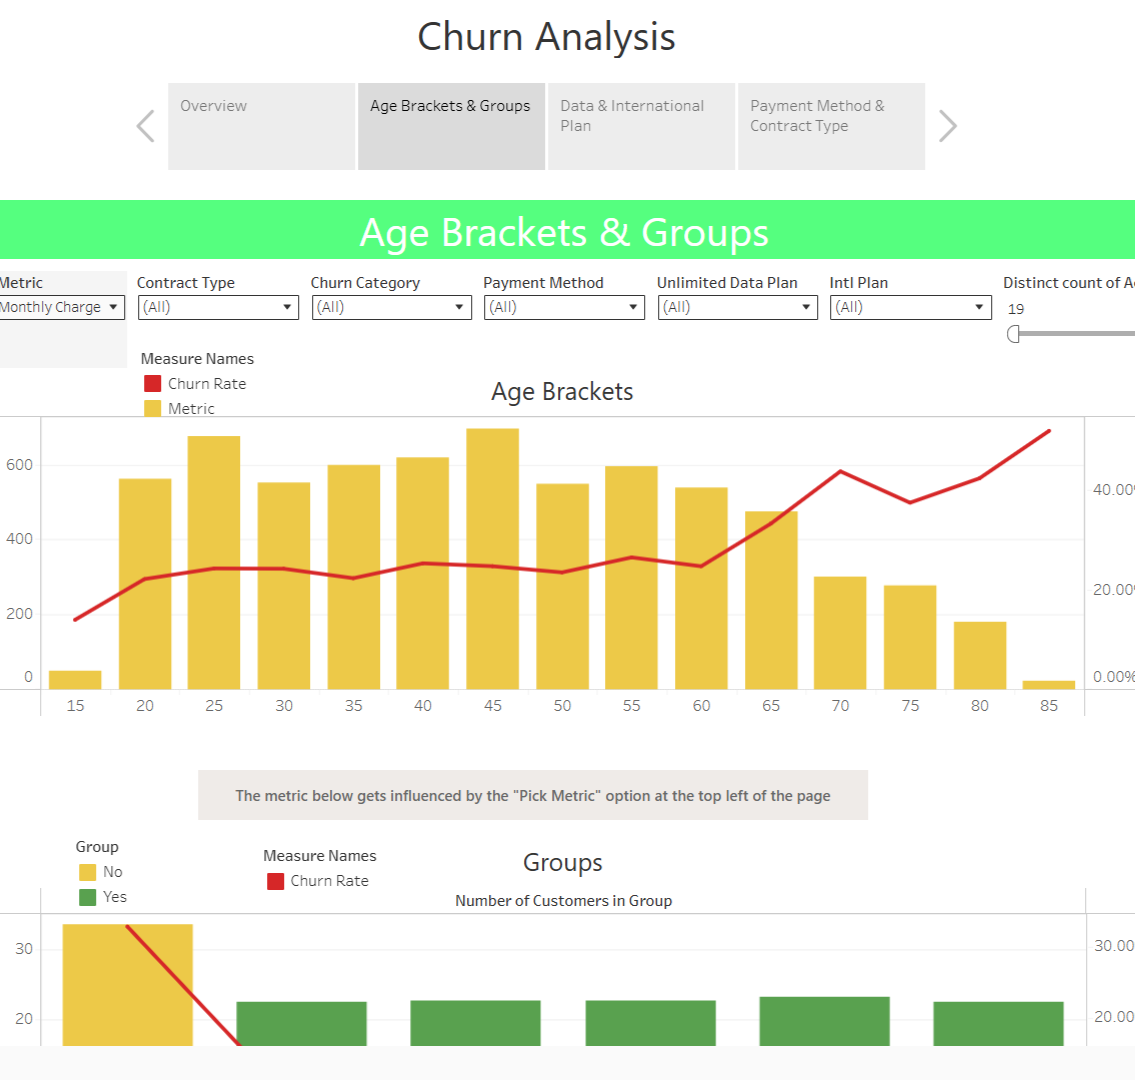 Churn Analysis
Overview
Age Brackets & Groups
Data & International
Plan
Payment Method &
Contract Type
Age Brackets & Groups
Metric
Contract Type
Churn Category
Payment Method
Unlimited Data Plan
Intl Plan
Distinct count of A
Monthly Charge
(All)
(All)
(All)
(All)
(All)
19
Measure Names
Churn Rate
Metric
Age Brackets
600
400
200
0
40.00%
20.00%
0.00%
15 20 25 30 35 40 45 50 55 60 65 70 75 80 85
The metric below gets influenced by the "Pick Metric" option at the top left of the page
Group
No
Yes
Measure Names
Churn Rate
Groups
Number of Customers in Group
30
20
30.00
20.00